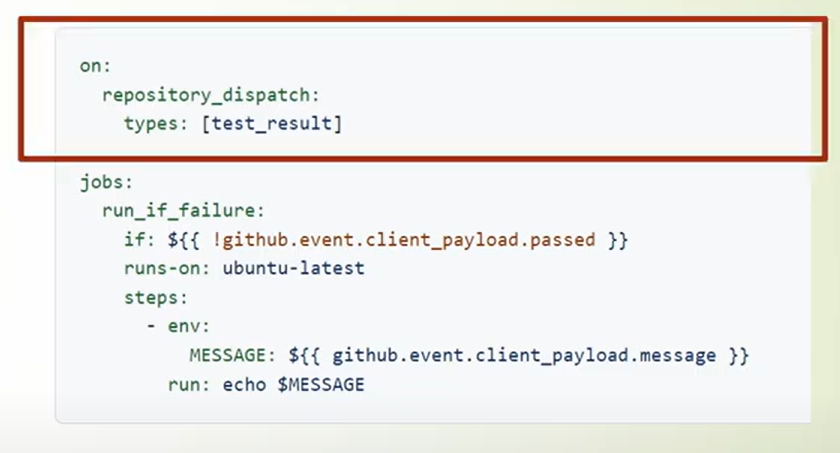 on:
  repository_dispatch:
    types: [test_result]
jobs:
  run_if_failure:
    if: ${{ !github.event.client_payload.passed }}
    runs-on: ubuntu-latest
    steps:
      - env:
          MESSAGE: ${{ github.event.client_payload.message }}
        run: echo $MESSAGE